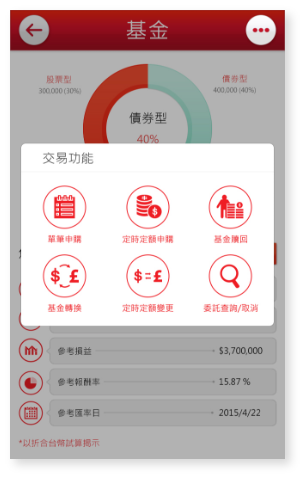 基金
股票型
300,000 (30%)
債券型
400,000 (40%)
債券型
40%
交易功能
單筆申購
定時定額申購
基金贖回
基金轉換
定時定額變更
委託查詢/取消
參考損益
$3,700,000
參考報酬率
15.87 %
參考匯率日
2015/4/22
*以折合台幣試算揭示